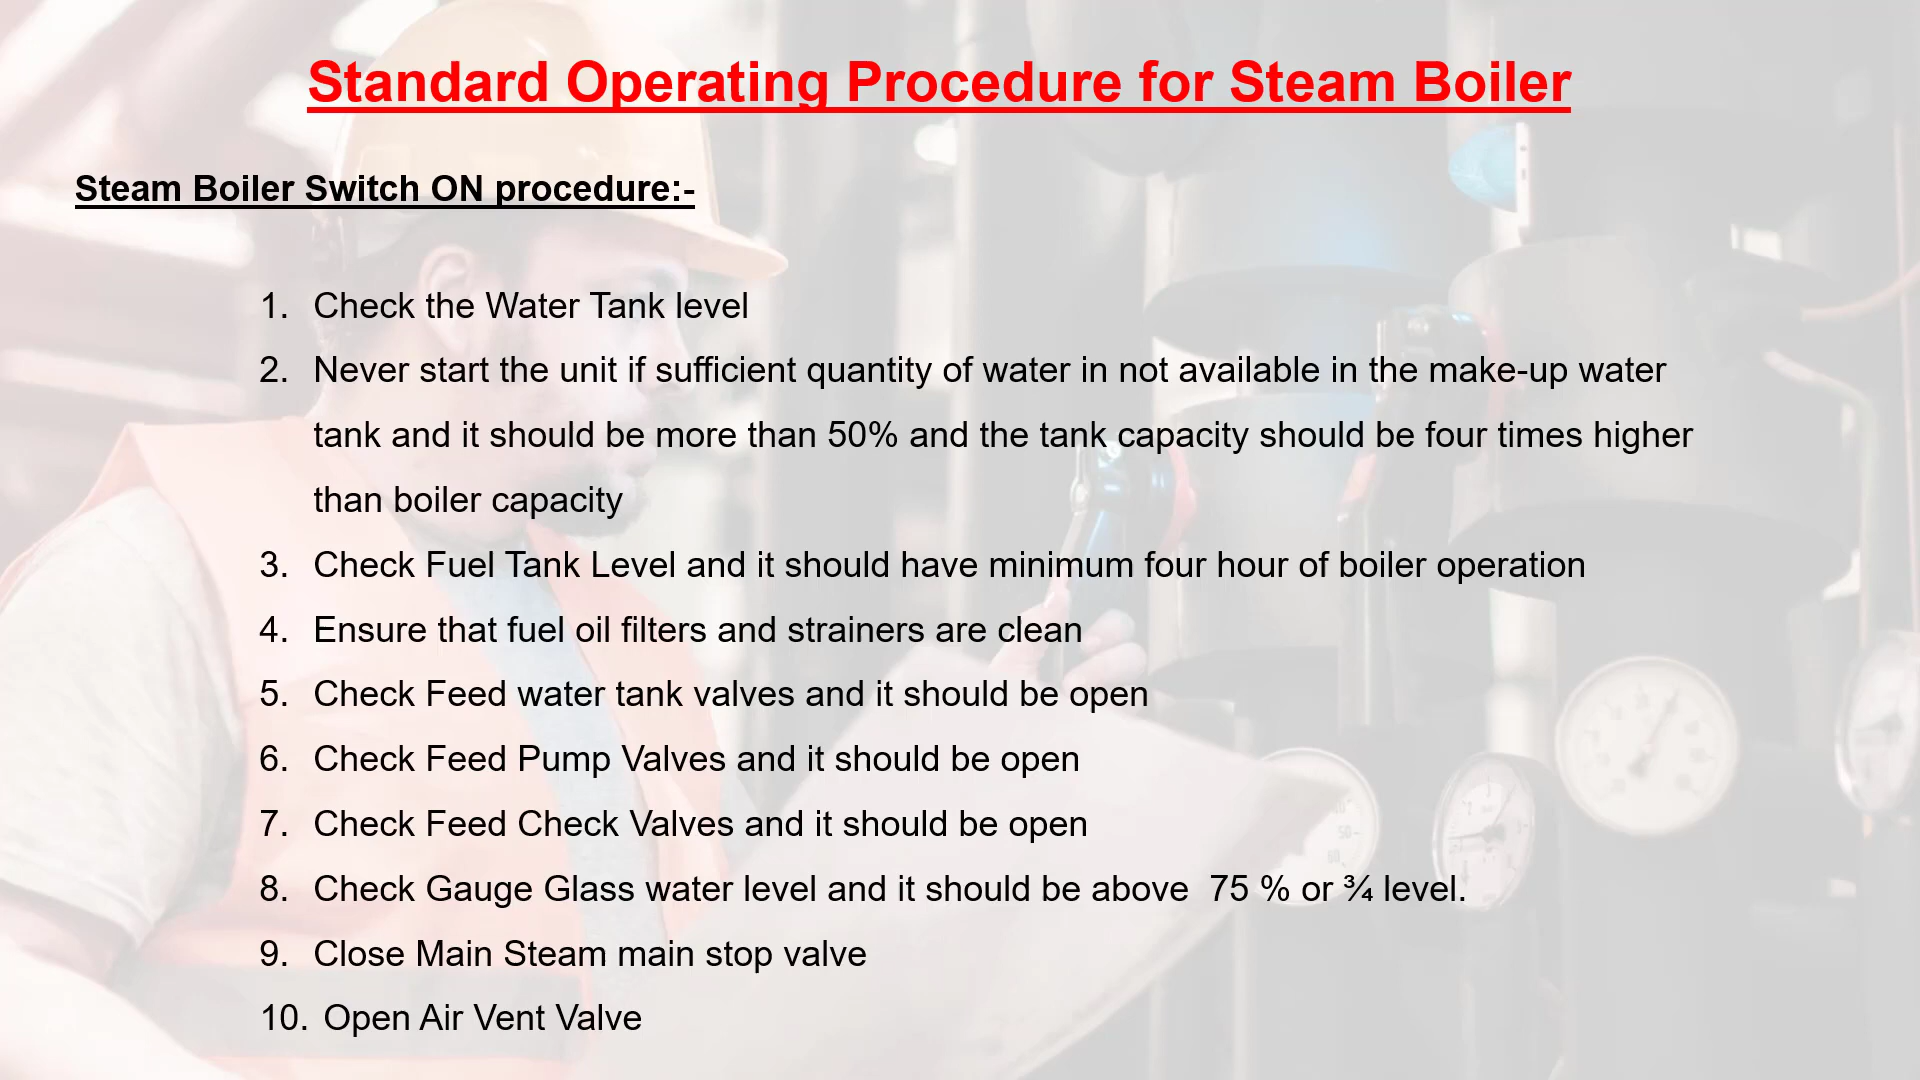 Standard Operating Procedure for Steam Boiler
Steam Boiler Switch ON procedure:-
1. Check the Water Tank level
2. Never start the unit if sufficient quantity of water in not available in the make-up water
tank and it should be more than 50% and the tank capacity should be four times higher
than boiler capacity
3. Check Fuel Tank Level and it should have minimum four hour of boiler operation
4. Ensure that fuel oil filters and strainers are clean
5. Check Feed water tank valves and it should be open
6. Check Feed Pump Valves and it should be open
7. Check Feed Check Valves and it should be open
8. Check Gauge Glass water level and it should be above  75 % or ¾ level.
9. Close Main Steam main stop valve
10. Open Air Vent Valve